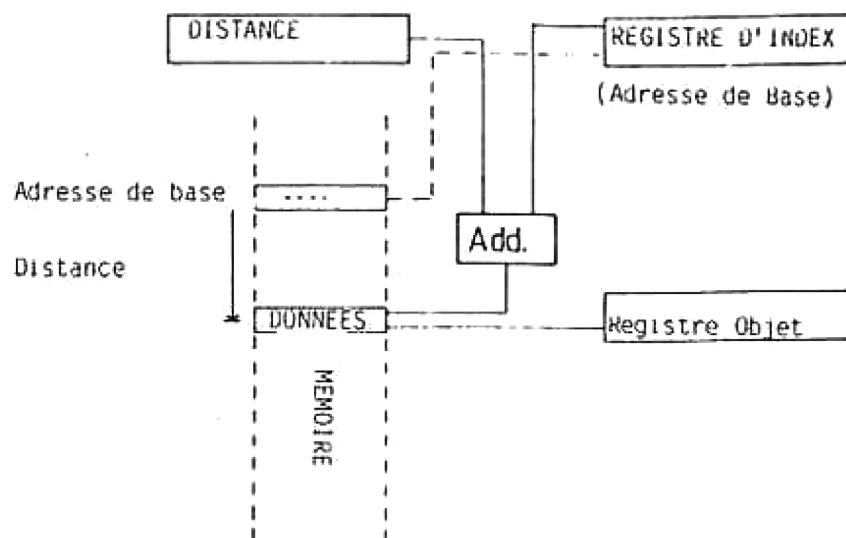 DISTANCE
REGISTRE D'INDEX
(Adresse de Base)
Adresse de base
....
Add.
Distance
DONNEES
Registre Objet
MEMOIRE